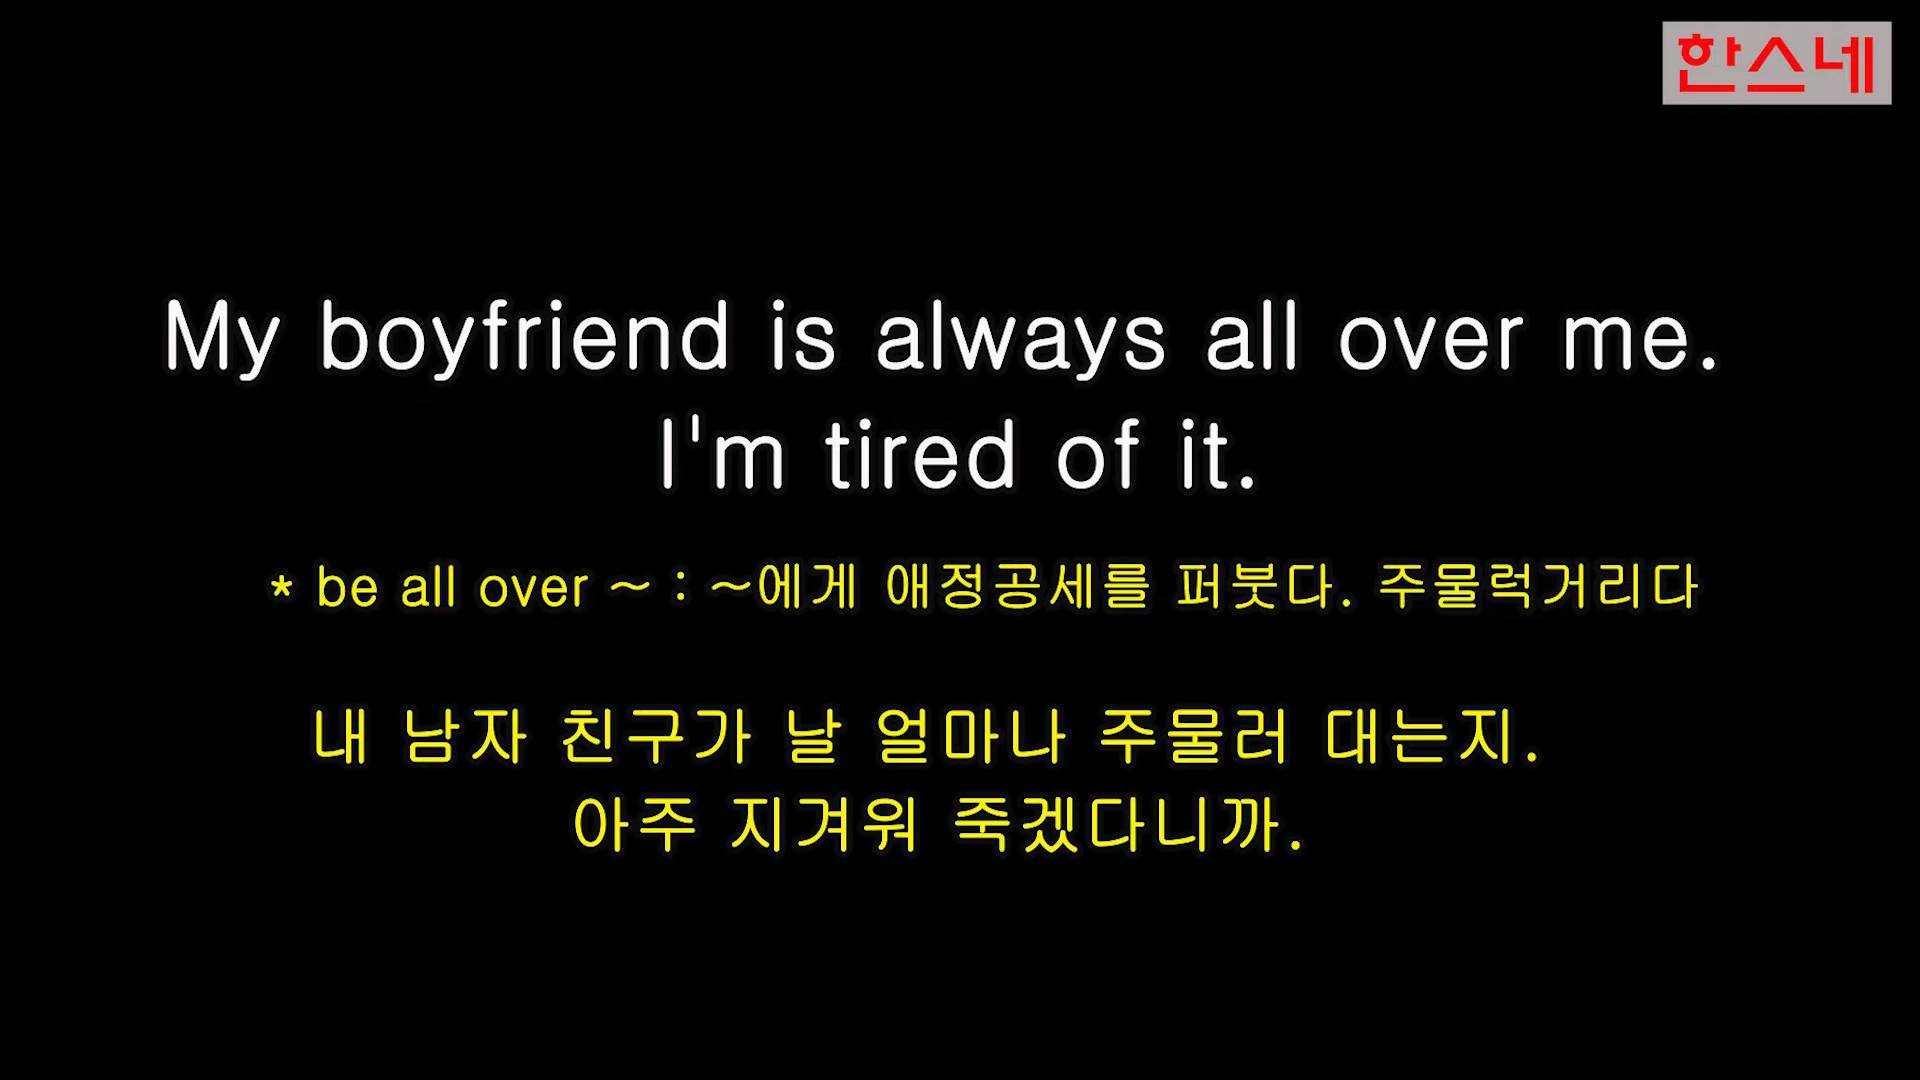 한스네
My boyfriend is always all over me.
I'm tired of it.
* be all over ~ : ~에게 애정공세를 퍼붓다. 주물럭거리다
내 남자 친구가 날 얼마나 주물러 대는지.
아주 지겨워 죽겠다니까.